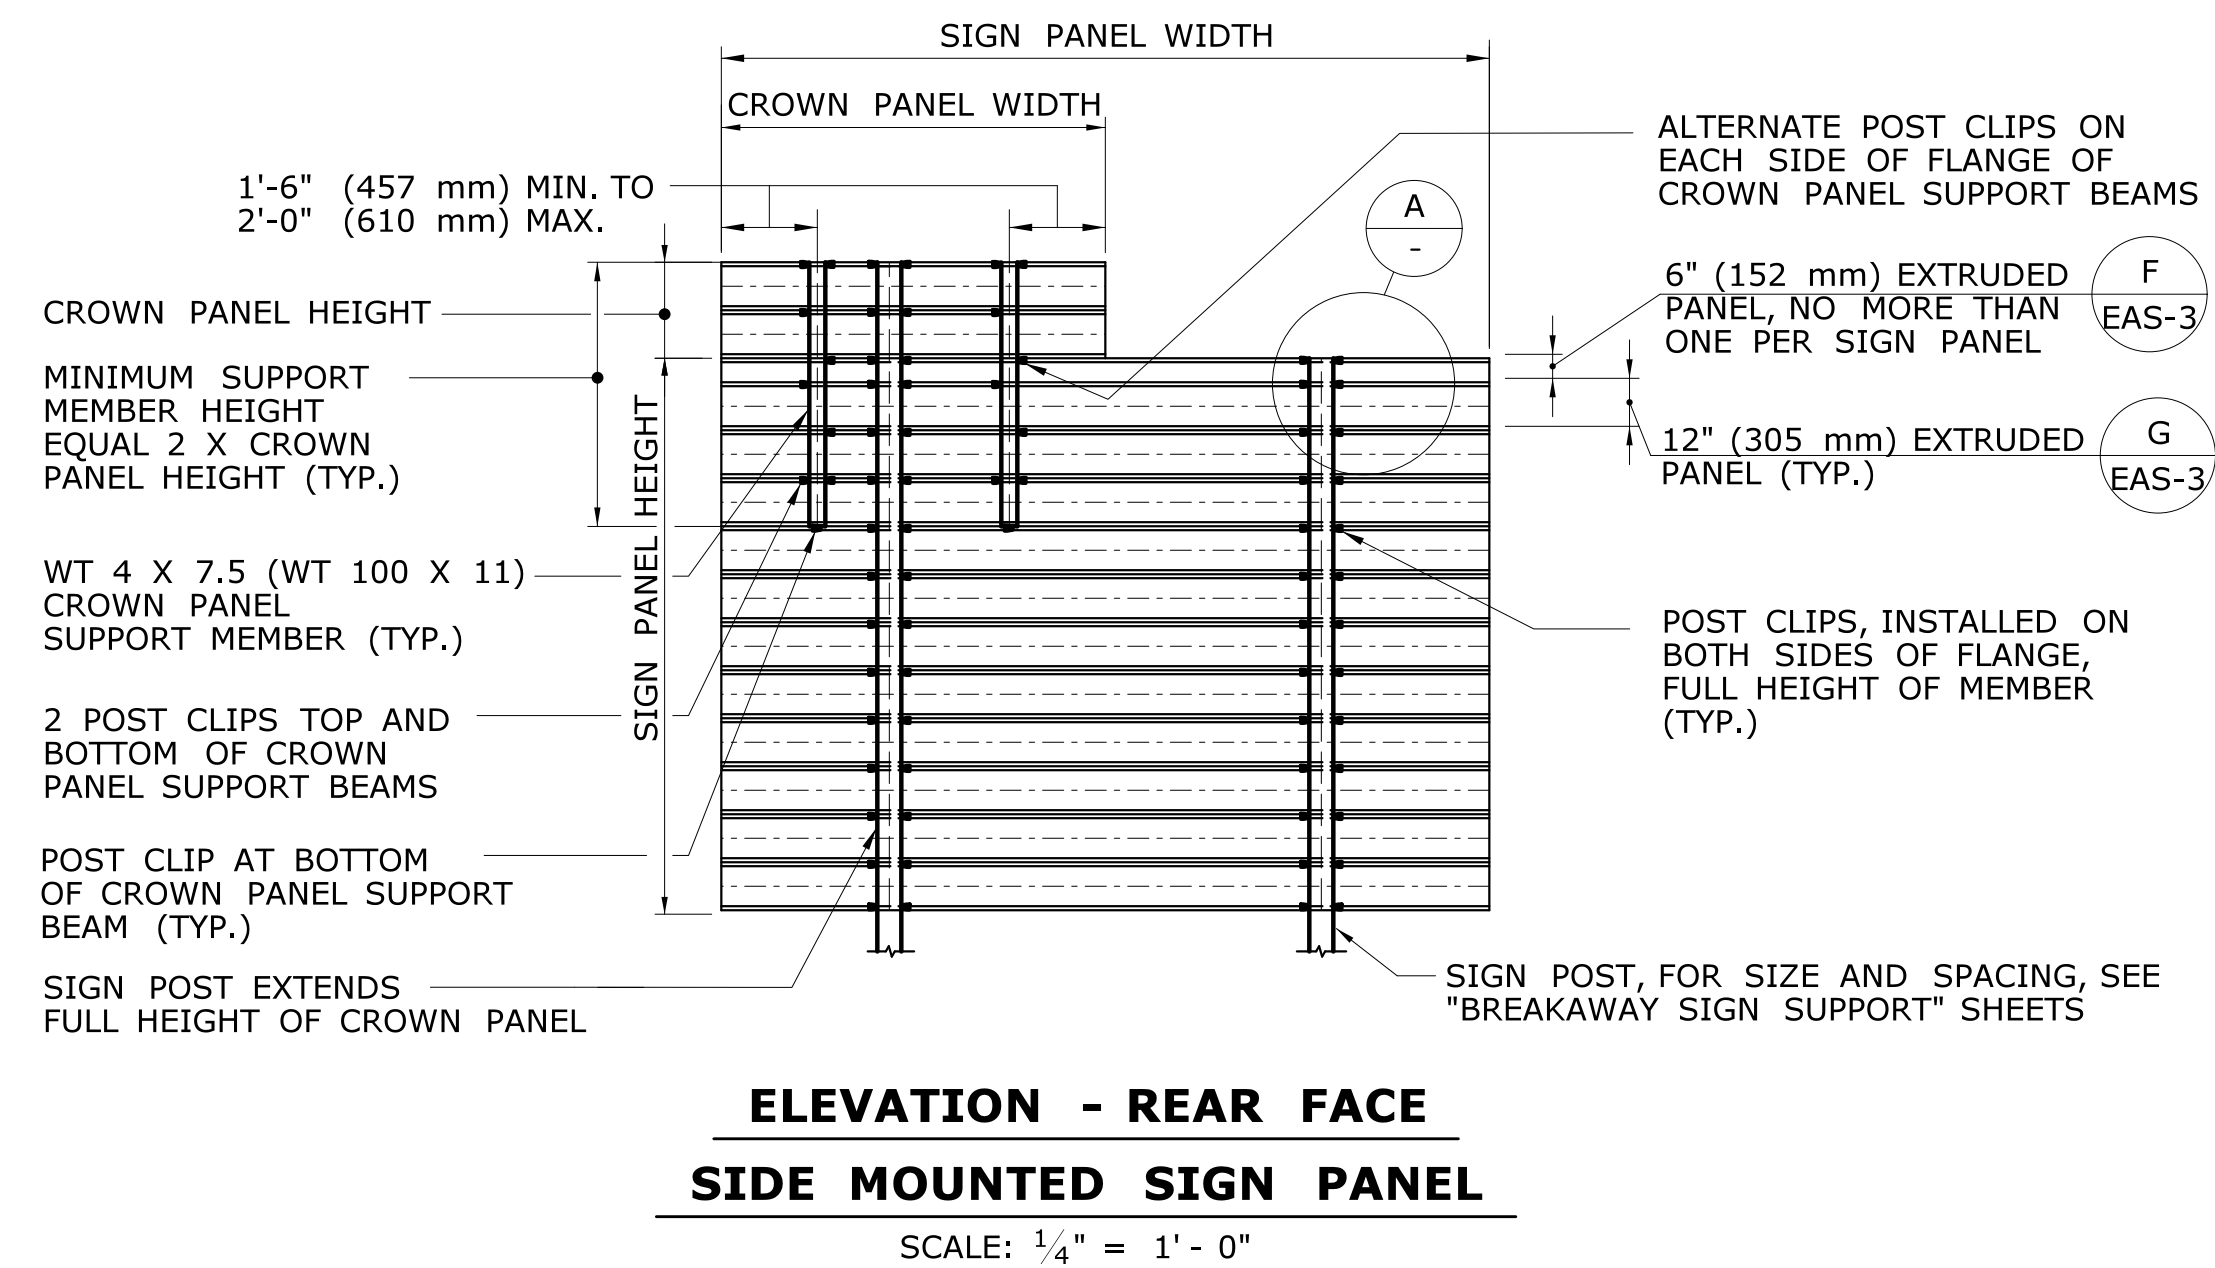 SIGN PANEL WIDTH
CROWN PANEL WIDTH
1'-6" (457 mm) MIN. TO
2'-0" (610 mm) MAX.
CROWN PANEL HEIGHT
MINIMUM SUPPORT
MEMBER HEIGHT
EQUAL 2 X CROWN
PANEL HEIGHT (TYP.)
SIGN PANEL HEIGHT
WT 4 X 7.5 (WT 100 X 11)
CROWN PANEL
SUPPORT MEMBER (TYP.)
2 POST CLIPS TOP AND
BOTTOM OF CROWN
PANEL SUPPORT BEAMS
POST CLIP AT BOTTOM
OF CROWN PANEL SUPPORT
BEAM (TYP.)
SIGN POST EXTENDS
FULL HEIGHT OF CROWN PANEL
A
-
ALTERNATE POST CLIPS ON
EACH SIDE OF FLANGE OF
CROWN PANEL SUPPORT BEAMS
6" (152 mm) EXTRUDED
PANEL, NO MORE THAN
ONE PER SIGN PANEL
F
EAS-3
12" (305 mm) EXTRUDED
PANEL (TYP.)
G
EAS-3
POST CLIPS, INSTALLED ON
BOTH SIDES OF FLANGE,
FULL HEIGHT OF MEMBER
(TYP.)
SIGN POST, FOR SIZE AND SPACING, SEE
"BREAKAWAY SIGN SUPPORT" SHEETS
ELEVATION - REAR FACE
SIDE MOUNTED SIGN PANEL
SCALE: 1/4" = 1' - 0"